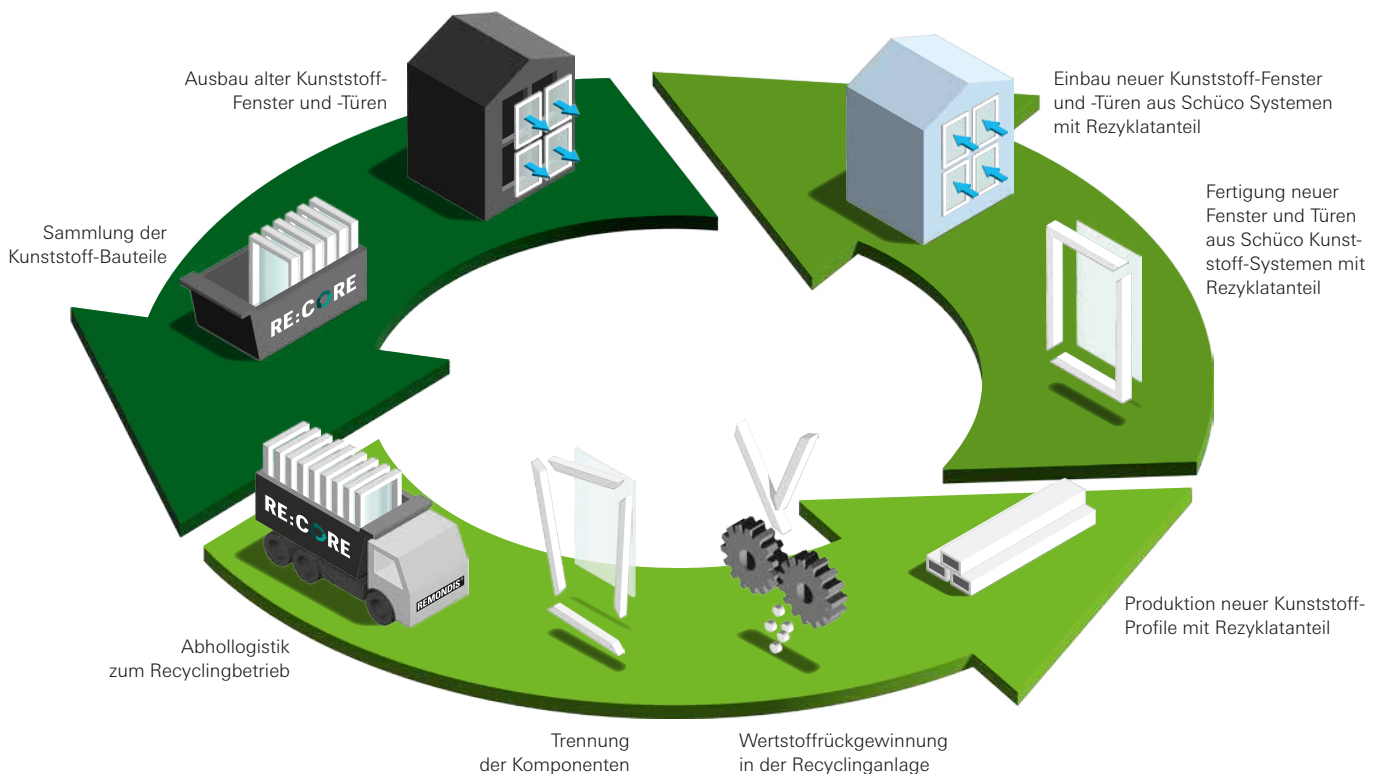 Ausbau alter Kunststoff-
Fenster und -Türen
Sammlung der
Kunststoff-Bauteile
RE:CORE
RE:CORE
REMONDIS
Abhollogistik
zum Recyclingbetrieb
Trennung
der Komponenten
Wertstoffrückgewinnung
in der Recyclinganlage
Produktion neuer Kunststoff-
Profile mit Rezyklatanteil
Fertigung neuer
Fenster und Türen
aus Schüco Kunst-
stoff-Systemen mit
Rezyklatanteil
Einbau neuer Kunststoff-Fenster
und -Türen aus Schüco Systemen
mit Rezyklatanteil